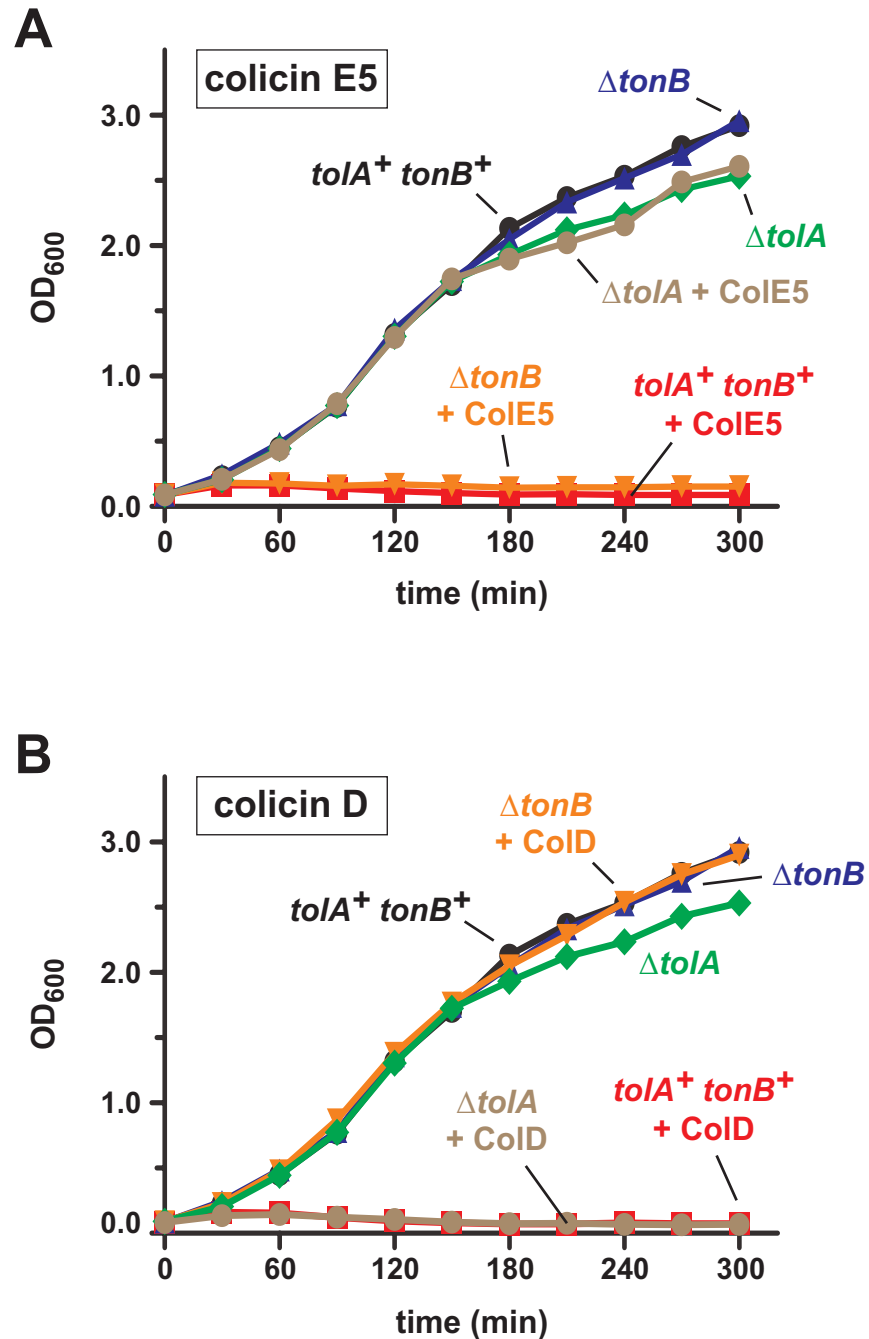 A
colicin E5
ΔtonB
3.0
tolA+ tonB+
2.0
ΔtolA
OD600
ΔtolA + ColE5
1.0
ΔtonB
+ ColE5
tolA+ tonB+
+ ColE5
0.0
0 60 120 180 240 300
time (min)
B
colicin D
ΔtonB
+ ColD
3.0
ΔtonB
tolA+ tonB+
ΔtolA
2.0
OD600
1.0
ΔtolA
+ ColD
tolA+ tonB+
+ ColD
0.0
0 60 120 180 240 300
time (min)